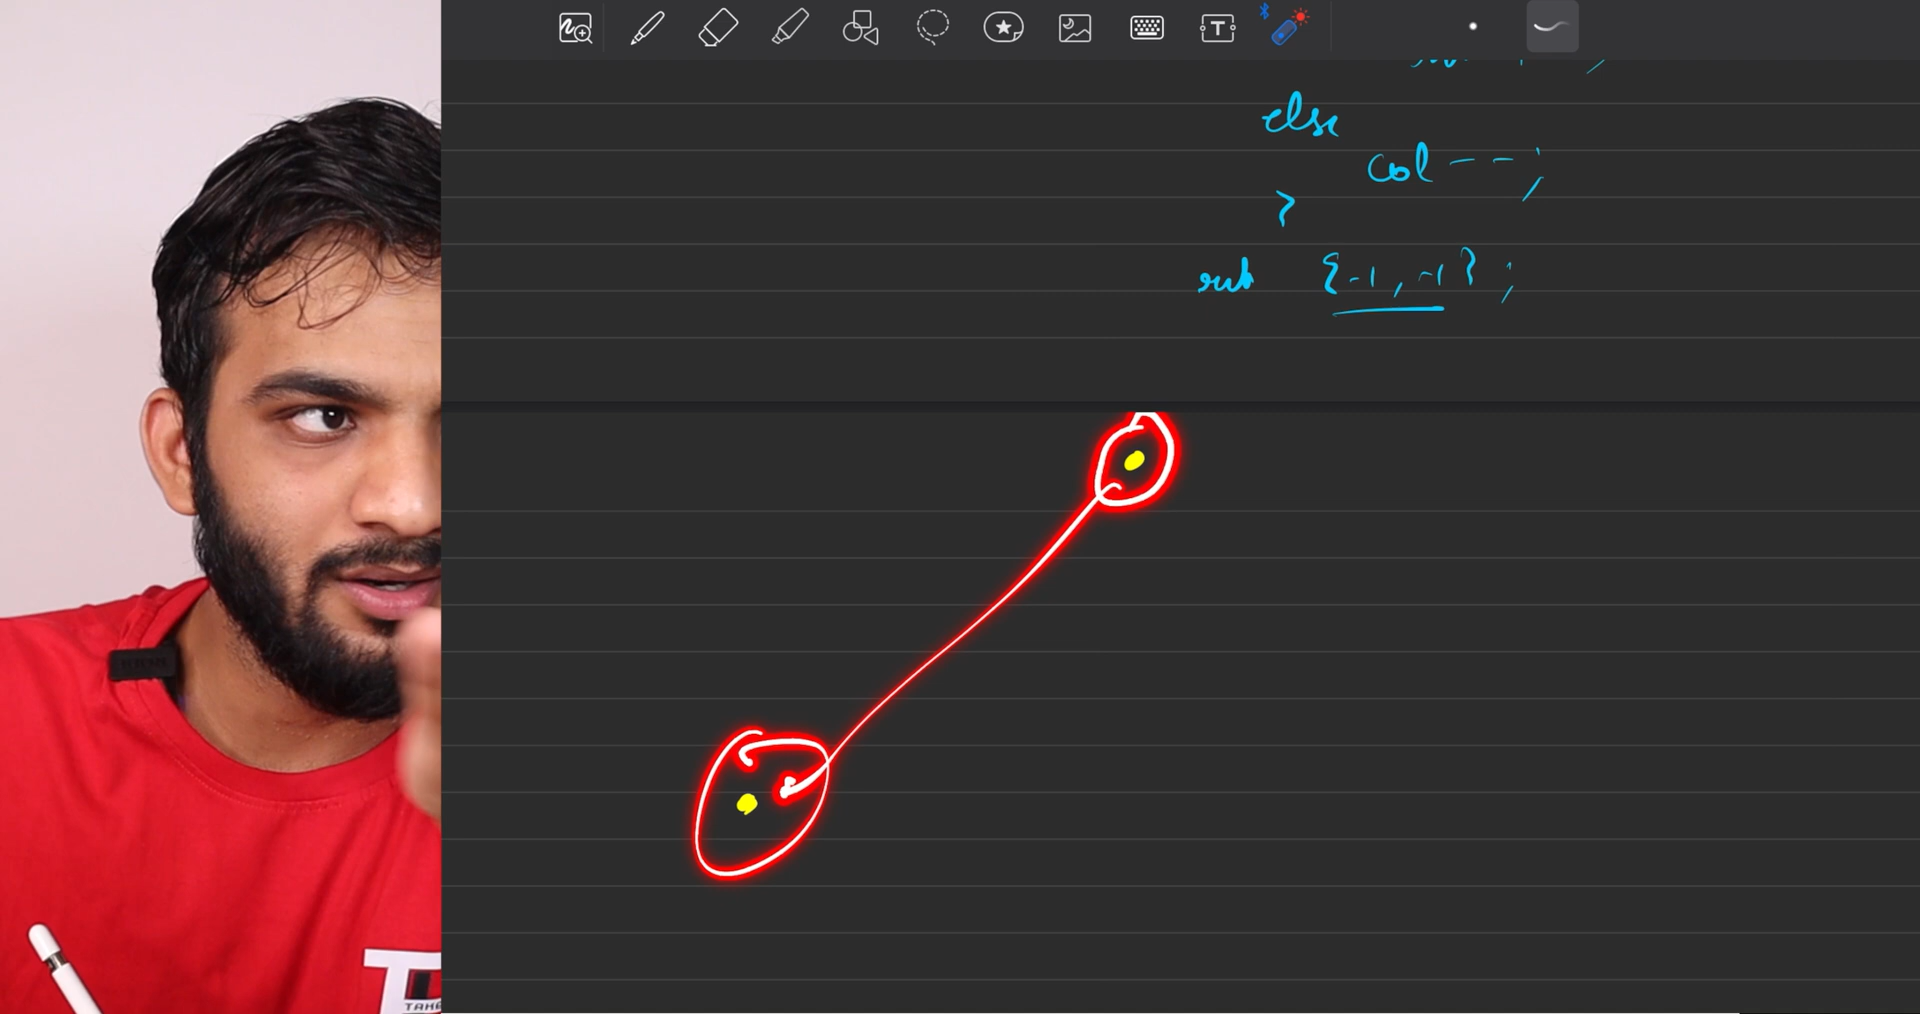 else
col--;
}
ret {-1, -1};